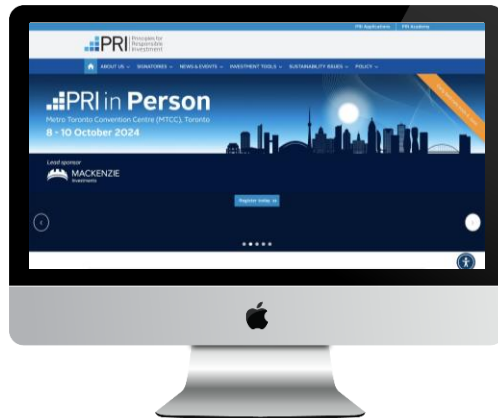 PRI Applications PRI Academy
PRI Principles for
Responsible
Investment
ABOUT US SIGNATORIES NEWS & EVENTS INVESTMENT TOOLS SUSTAINABILITY ISSUES POLICY
PRI in Person
Metro Toronto Convention Centre (MTCC), Toronto
8 - 10 October 2024
Lead sponsor
MACKENZIE
Investments
Register today